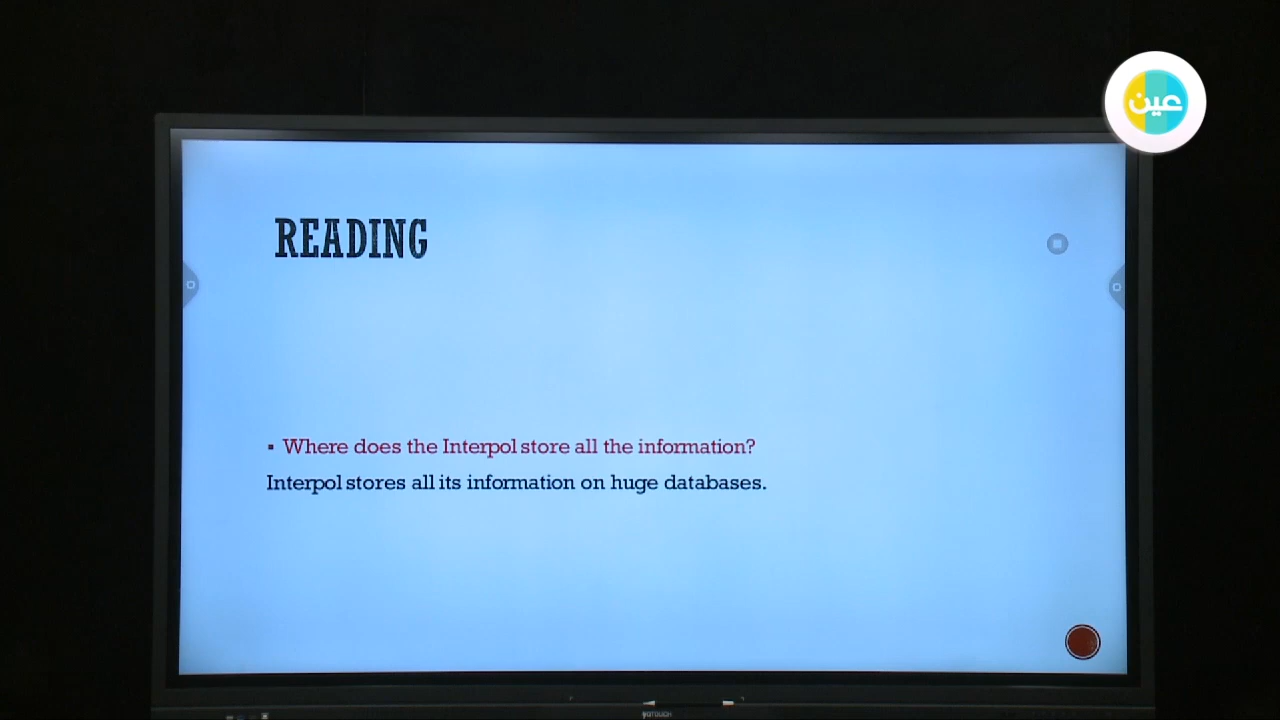 عين
READING
▪ Where does the Interpol store all the information?
Interpol stores all its information on huge databases.